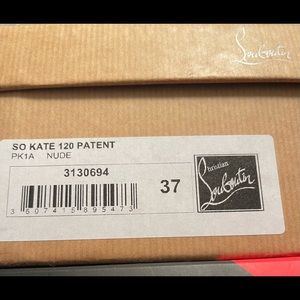 Louboutin
SO KATE 120 PATENT
PK1A NUDE
3130694
37
3 607415 895473
Christian
Louboutin